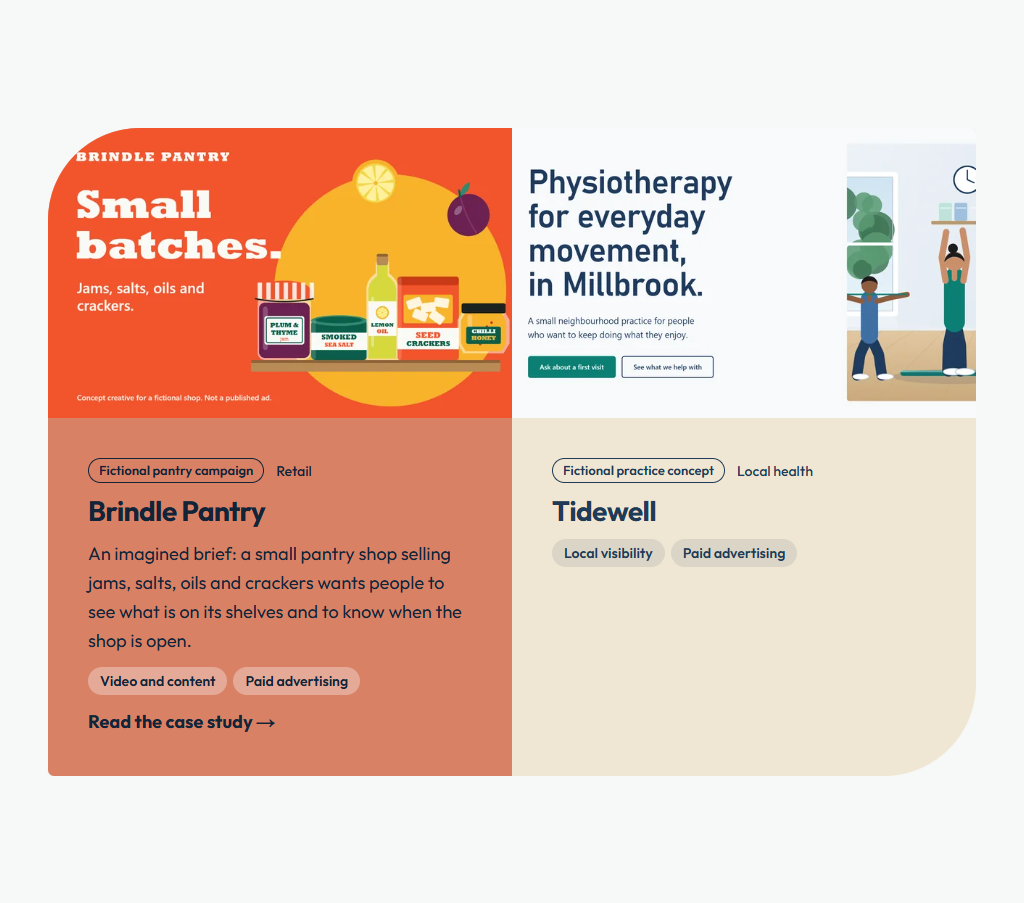 BRINDLE PANTRY
Small
batches.
Jams, salts, oils and
crackers.
PLUM &
THYME
jam
SMOKED
SEA SALT
LEMON
OIL
SEED
CRACKERS
CHILLI
HONEY
Concept creative for a fictional shop. Not a published ad.
Physiotherapy
for everyday
movement,
in Millbrook.
A small neighbourhood practice for people
who want to keep doing what they enjoy.
Ask about a first visit
See what we help with
Fictional pantry campaign
Retail
Brindle Pantry
An imagined brief: a small pantry shop selling
jams, salts, oils and crackers wants people to
see what is on its shelves and to know when the
shop is open.
Video and content
Paid advertising
Read the case study →
Fictional practice concept
Local health
Tidewell
Local visibility
Paid advertising